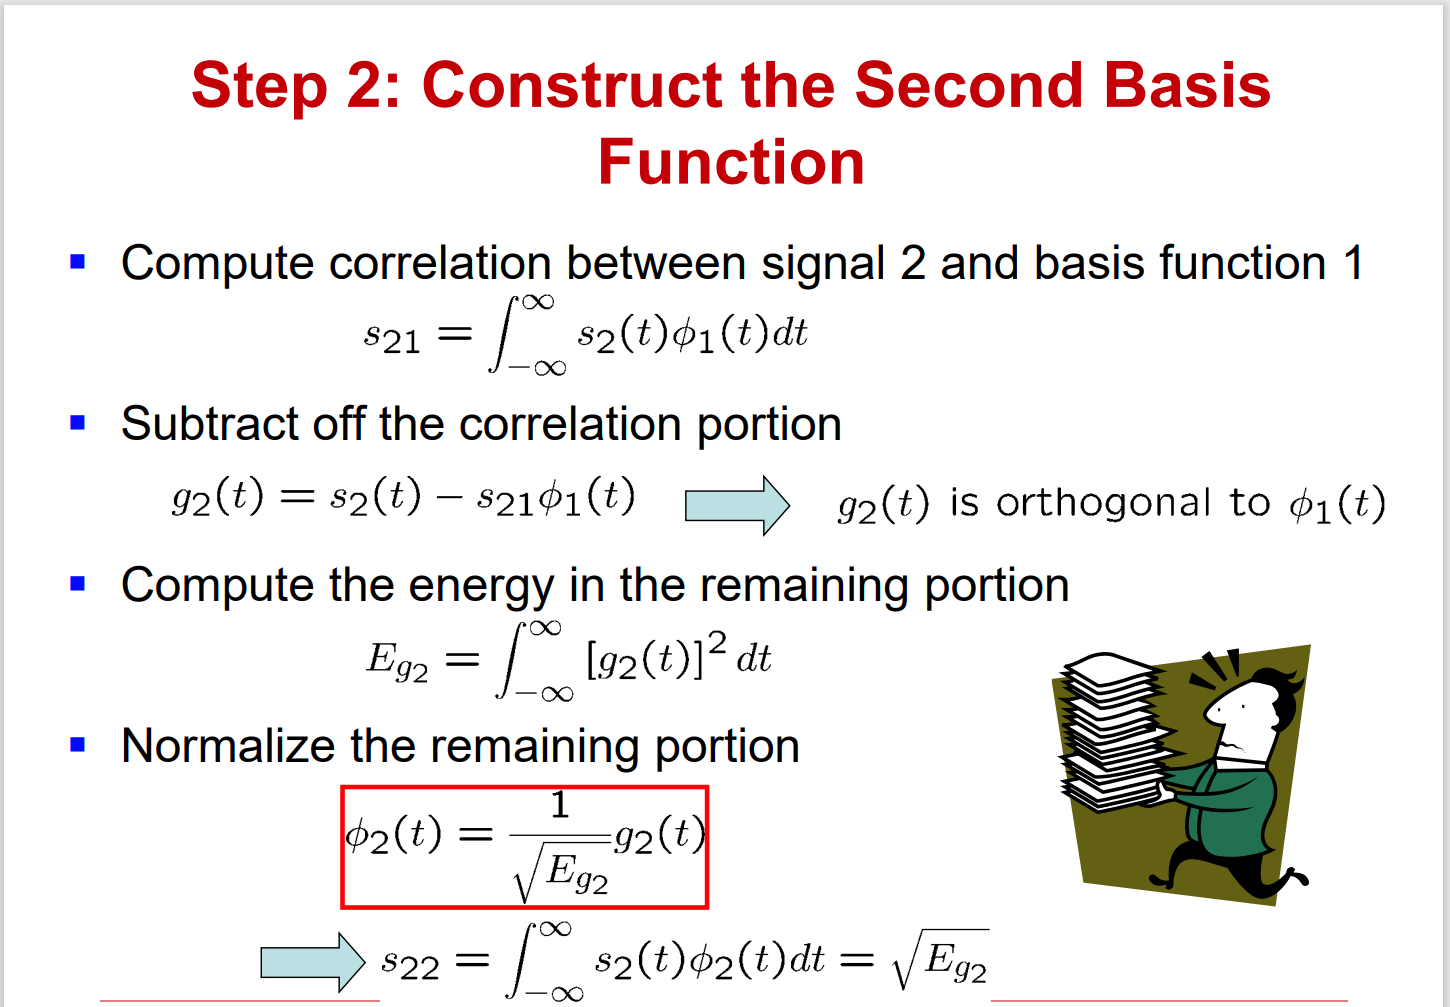 Step 2: Construct the Second Basis
Function
▪ Compute correlation between signal 2 and basis function 1
$s_{21} = \int_{-\infty}^{\infty} s_2(t)\phi_1(t)dt$
▪ Subtract off the correlation portion
$g_2(t) = s_2(t) - s_{21}\phi_1(t)$ $g_2(t)$ is orthogonal to $\phi_1(t)$
▪ Compute the energy in the remaining portion
$E_{g_2} = \int_{-\infty}^{\infty} [g_2(t)]^2 dt$
▪ Normalize the remaining portion
$\phi_2(t) = \frac{1}{\sqrt{E_{g_2}}} g_2(t)$
$s_{22} = \int_{-\infty}^{\infty} s_2(t)\phi_2(t)dt = \sqrt{E_{g_2}}$